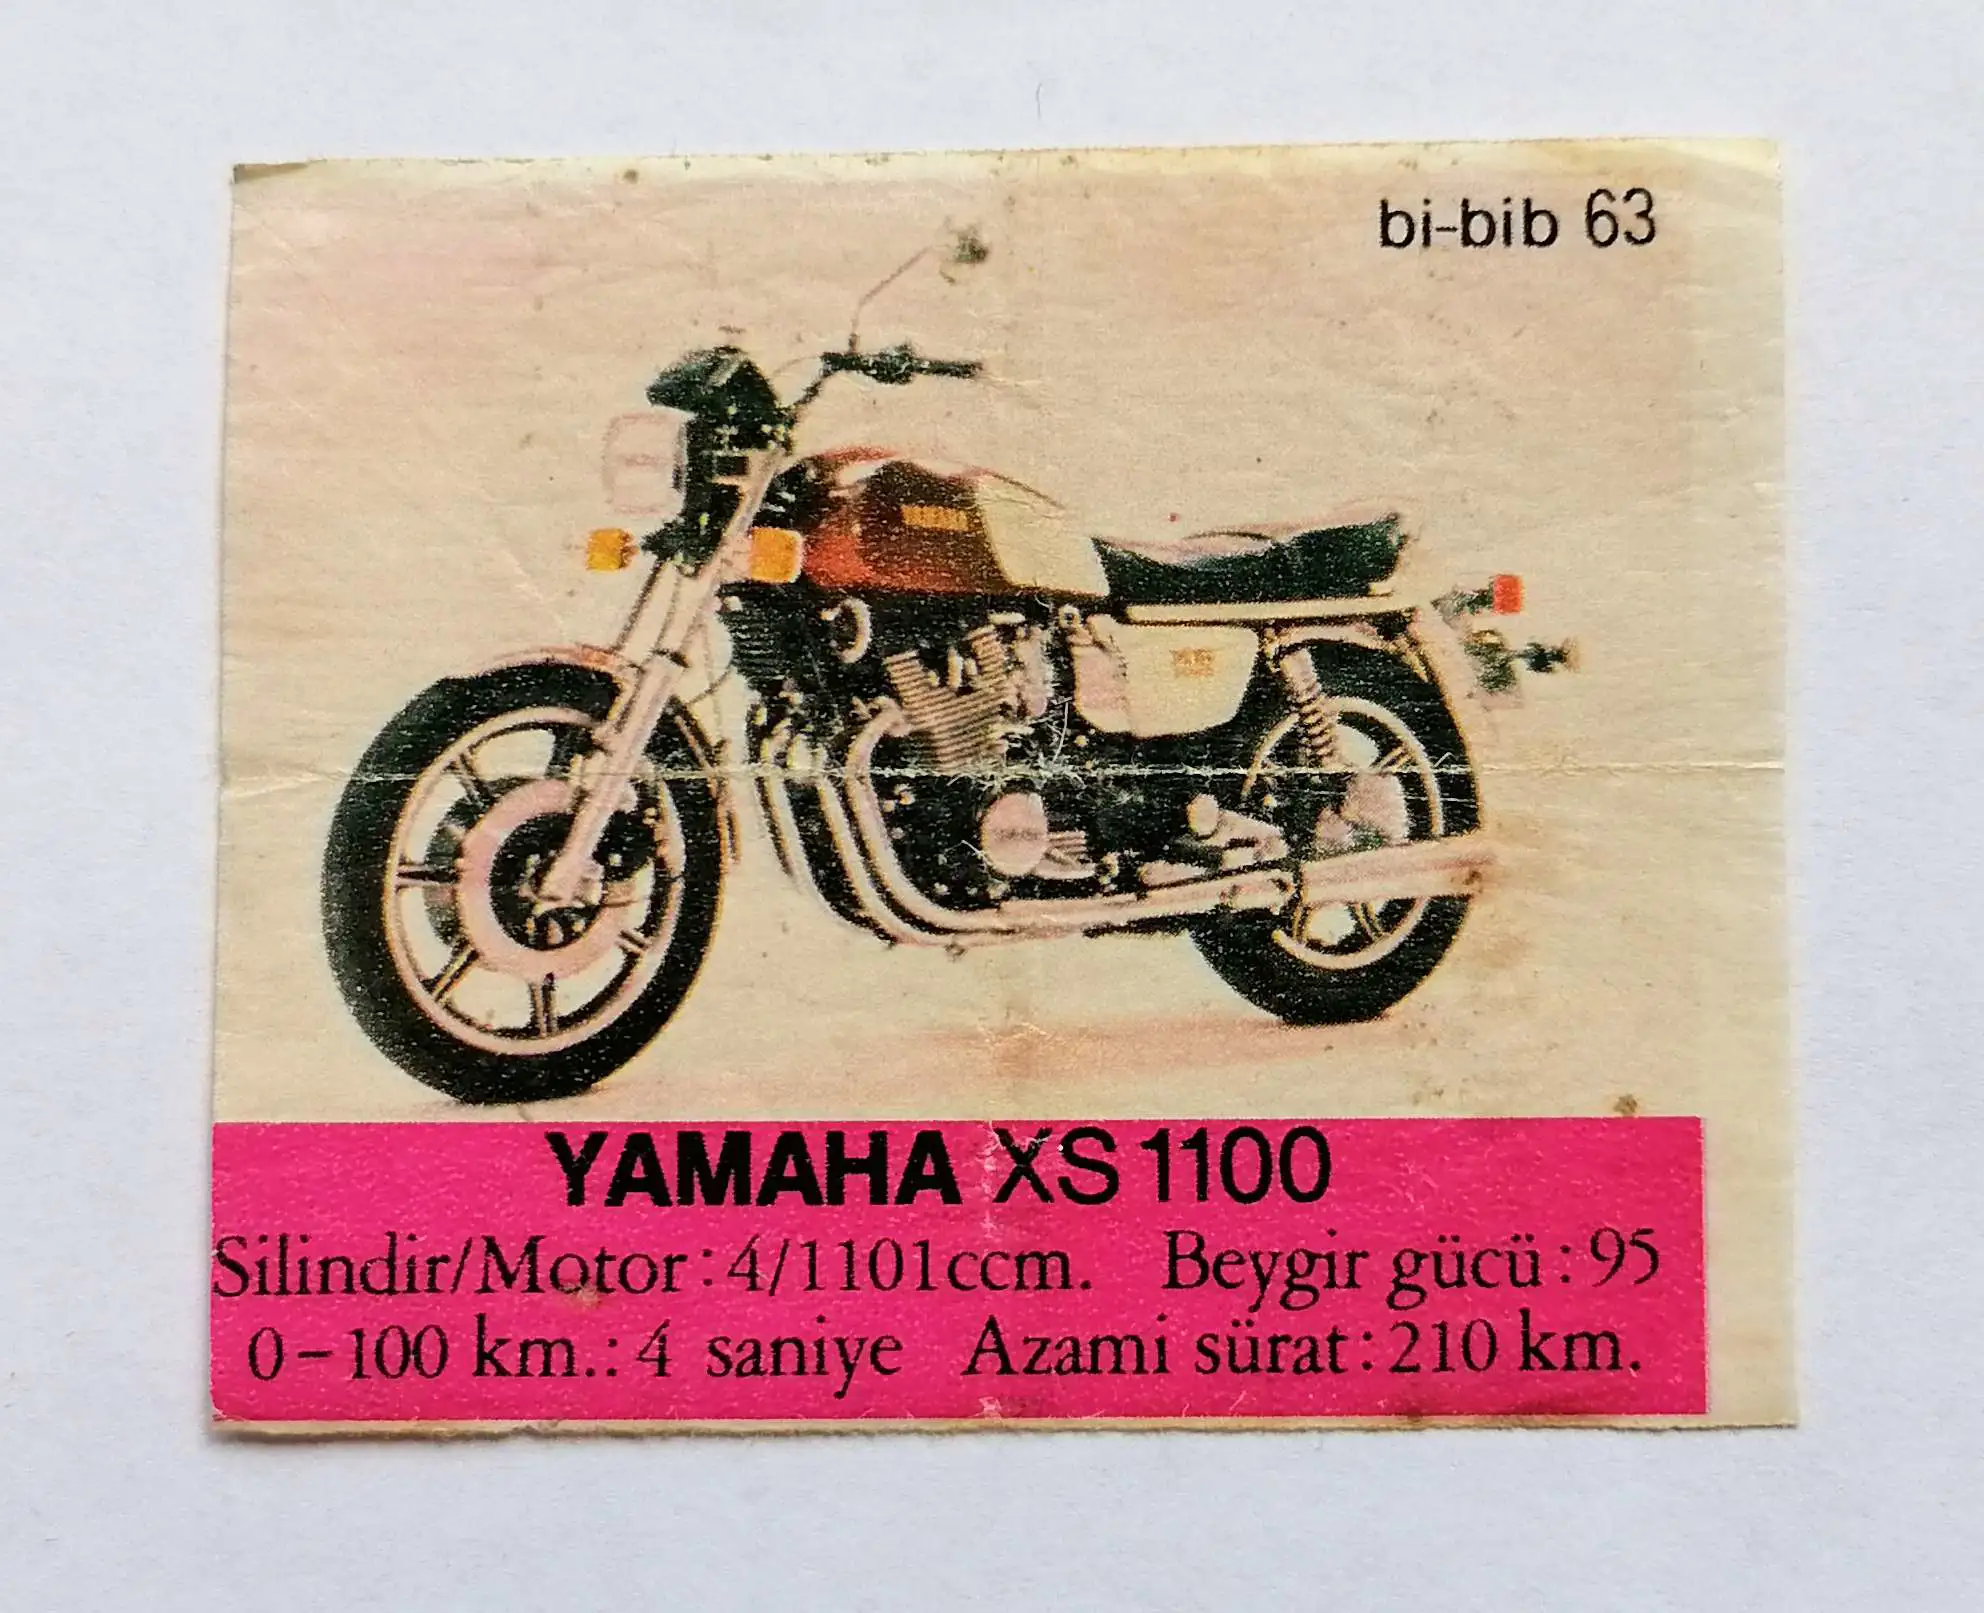 bi-bib 63
YAMAHA
YAMAHA XS 1100
Silindir/Motor: 4/1101ccm. Beygir gücü: 95
0-100 km.: 4 saniye Azami sürat: 210 km.